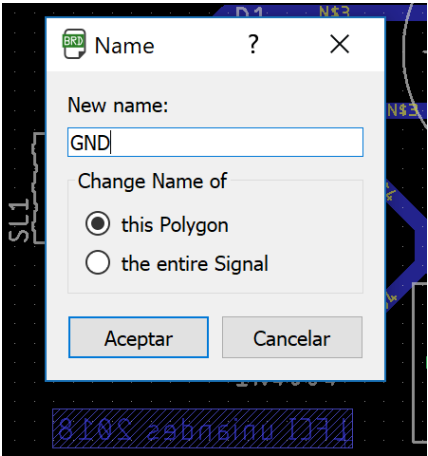 D1
N$3
BRD Name ? X
New name:
GND
N$3
Change Name of
this Polygon
the entire Signal
SL1
Aceptar Cancelar
LFCI uniandes 2018